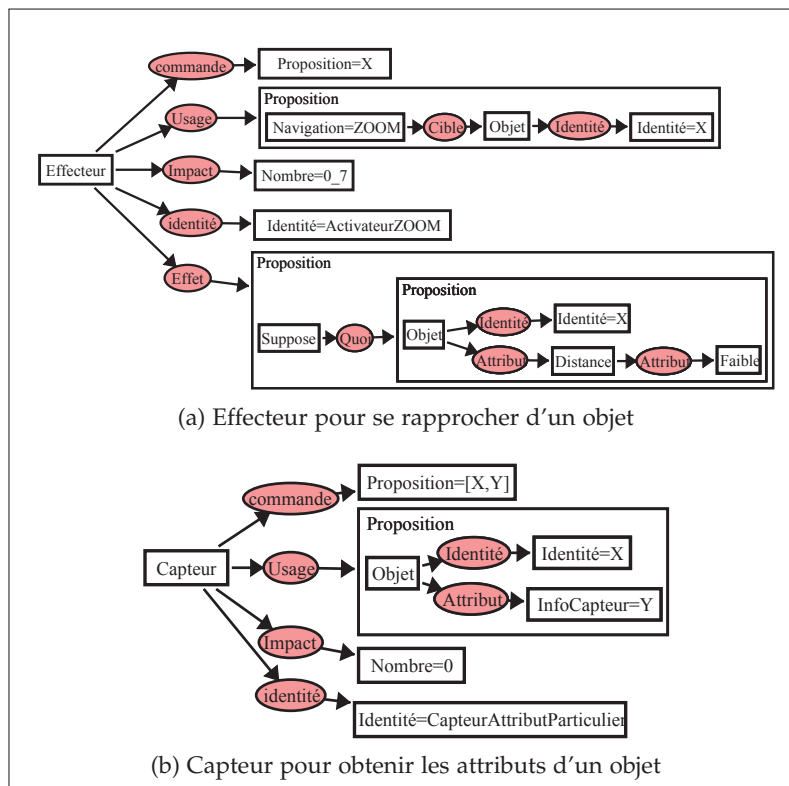 commande
Proposition=X
Proposition
Usage
Navigation=ZOOM
Cible
Objet
Identité
Identité=X
Effecteur
Impact
Nombre=0_7
identité
Identité=ActivateurZOOM
Effet
Proposition
Proposition
Suppose
Quoi
Objet
Identité
Identité=X
Attribut
Distance
Attribut
Faible
(a) Effecteur pour se rapprocher d'un objet
commande
Proposition=[X,Y]
Proposition
Capteur
Usage
Objet
Identité
Identité=X
Attribut
InfoCapteur=Y
Impact
Nombre=0
identité
Identité=CapteurAttributParticulier
(b) Capteur pour obtenir les attributs d'un objet